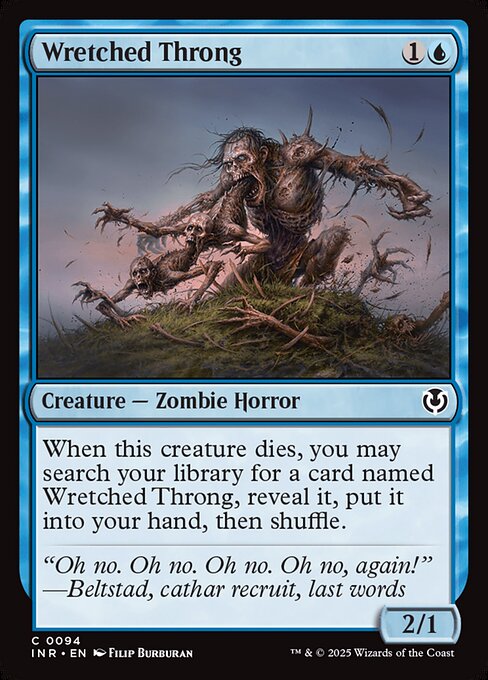 Wretched Throng 1
Creature — Zombie Horror
When this creature dies, you may
search your library for a card named
Wretched Throng, reveal it, put it
into your hand, then shuffle.
“Oh no. Oh no. Oh no. Oh no, again!”
—Beltstad, cathar recruit, last words
2/1
C 0094
INR • EN Filip Burburan
™ & © 2025 Wizards of the Coast